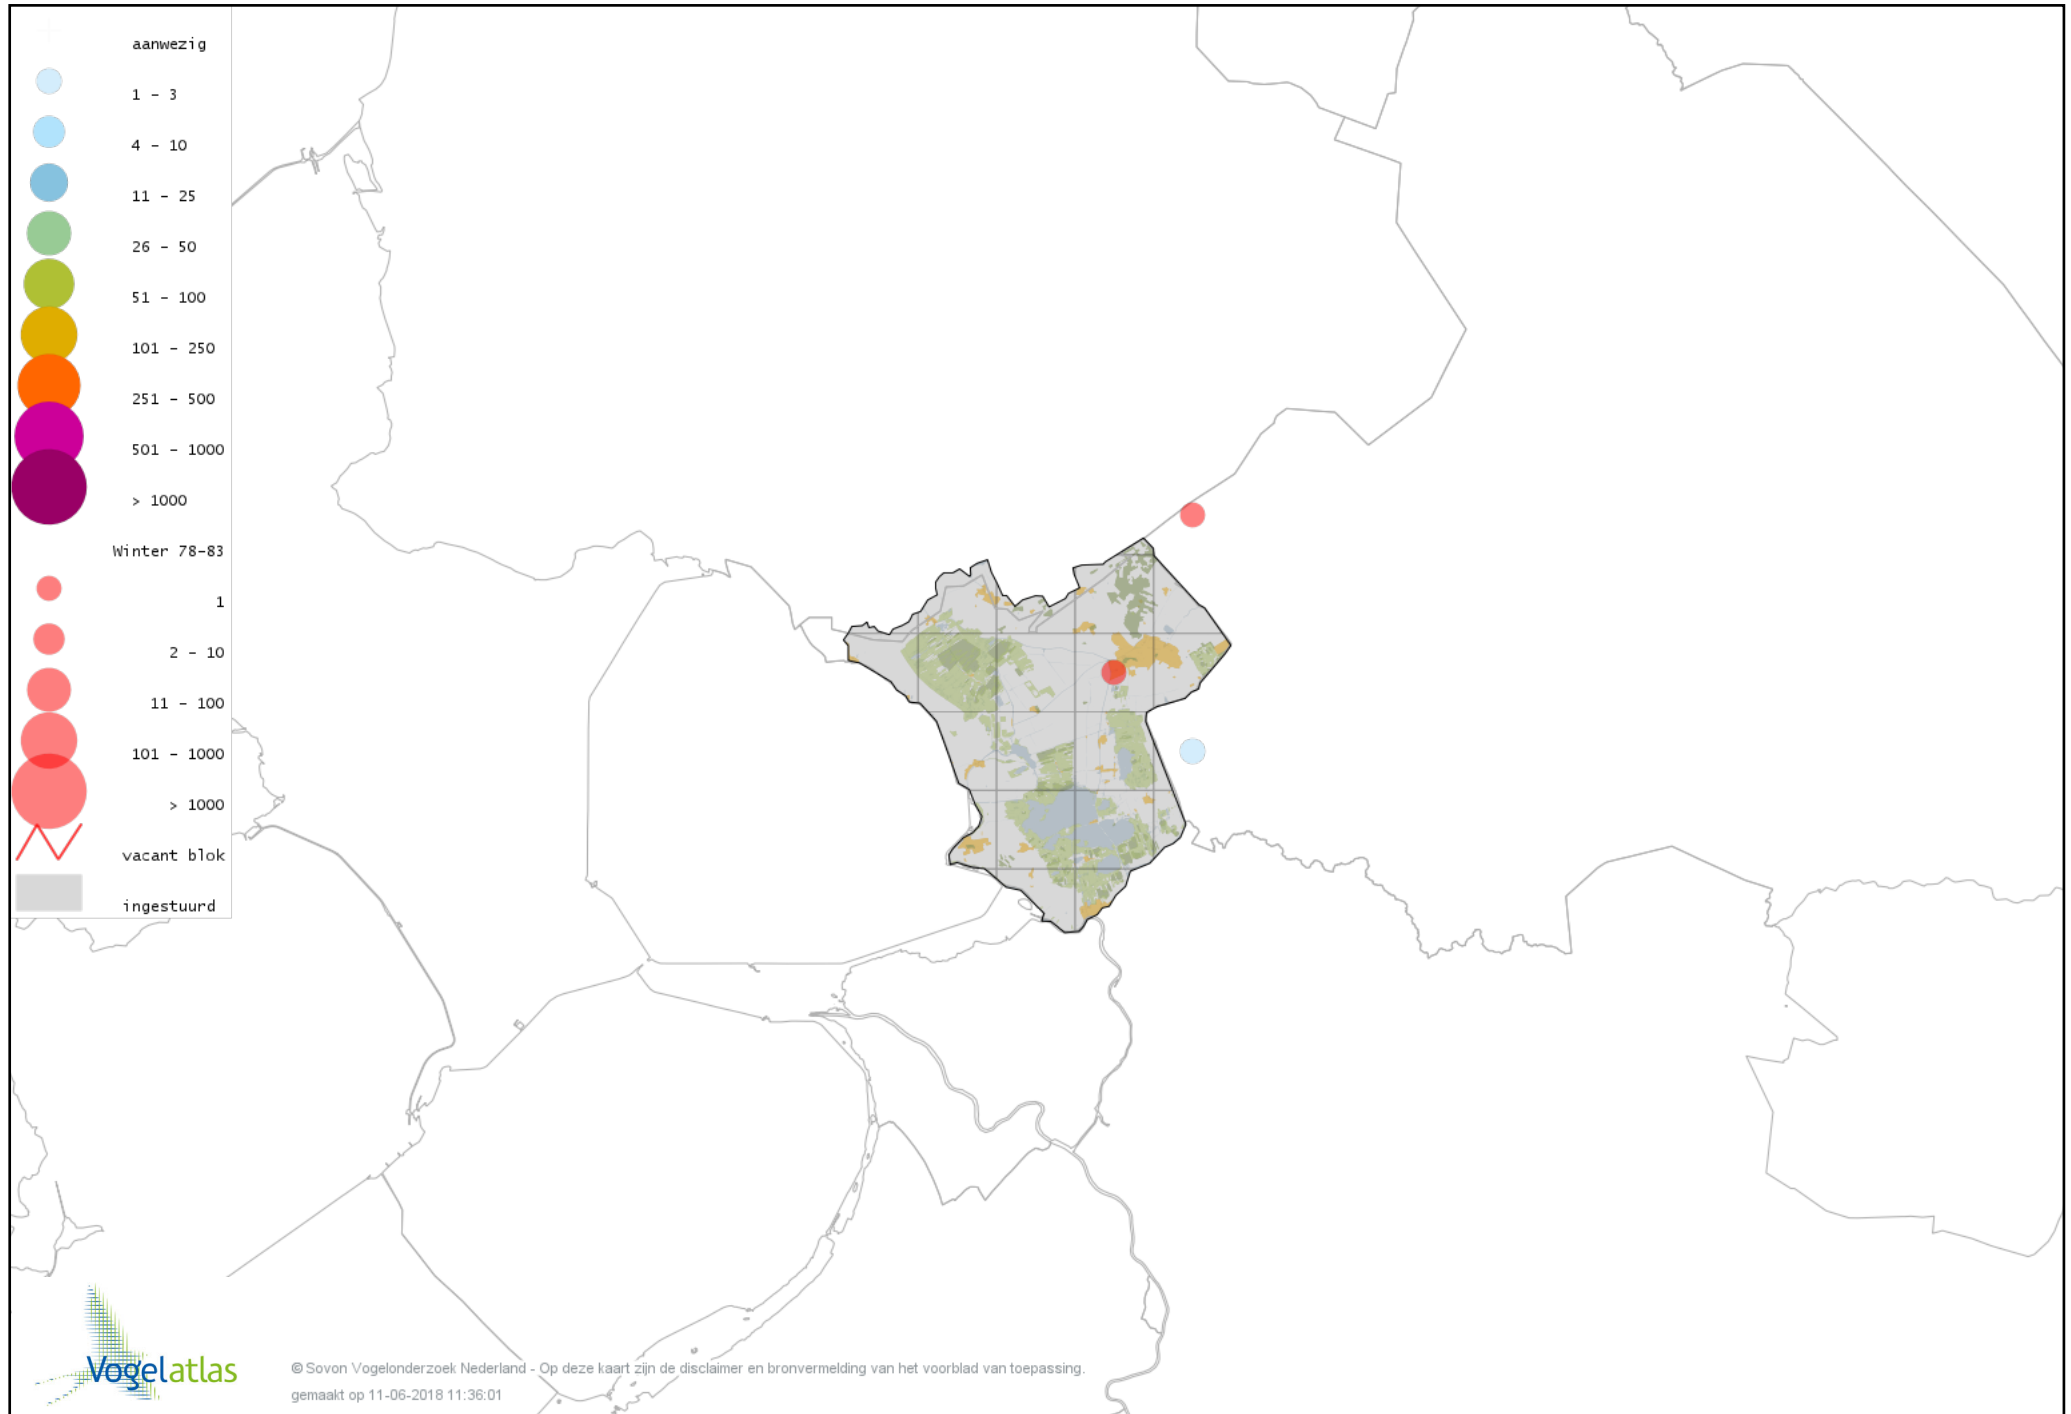 aanwezig
1 - 3
4 - 10
11 - 25
26 - 50
51 - 100
101 - 250
251 - 500
501 - 1000
> 1000
Winter 78-83
1
2 - 10
11 - 100
101 - 1000
> 1000
vacant blok
ingestuurd
Vogelatlas
© Sovon Vogelonderzoek Nederland - Op deze kaart zijn de disclaimer en bronvermelding van het voorblad van toepassing.
gemaakt op 11-06-2018 11:36:01